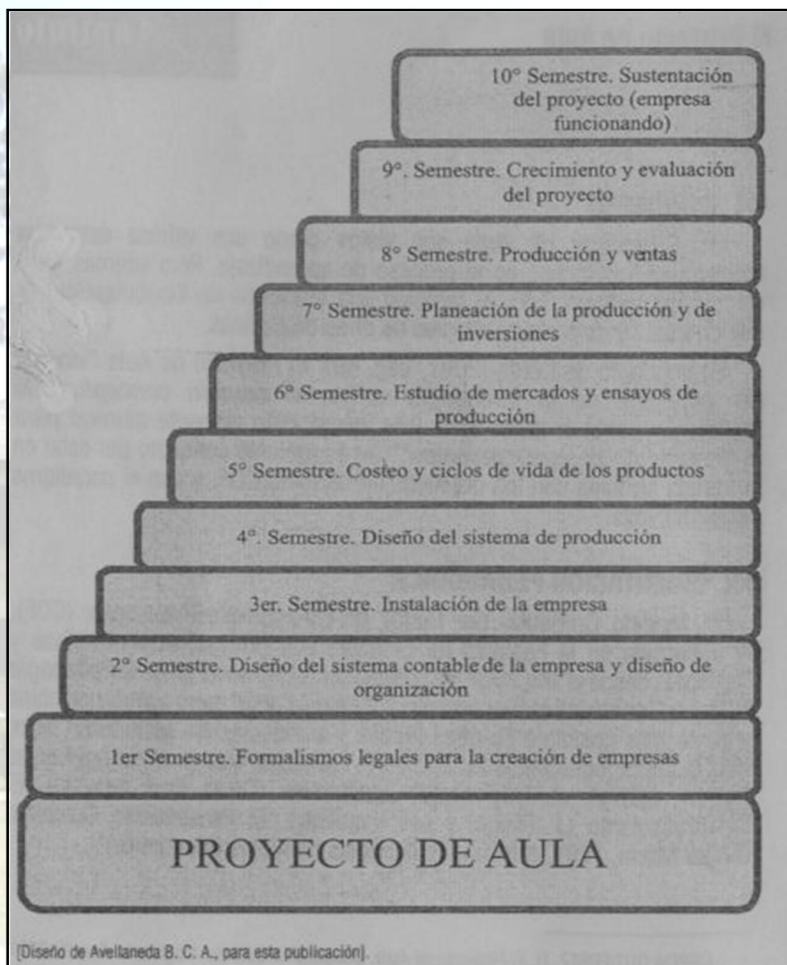 10° Semestre. Sustentación
del proyecto (empresa
funcionando)
9°. Semestre. Crecimiento y evaluación
del proyecto
8° Semestre. Producción y ventas
7° Semestre. Planeación de la producción y de
inversiones
6° Semestre. Estudio de mercados y ensayos de
producción
5° Semestre. Costeo y ciclos de vida de los productos
4°. Semestre. Diseño del sistema de producción
3er. Semestre. Instalación de la empresa
2° Semestre. Diseño del sistema contable de la empresa y diseño de
organización
1er Semestre. Formalismos legales para la creación de empresas
PROYECTO DE AULA
[Diseño de Avellaneda B. C. A., para esta publicación].